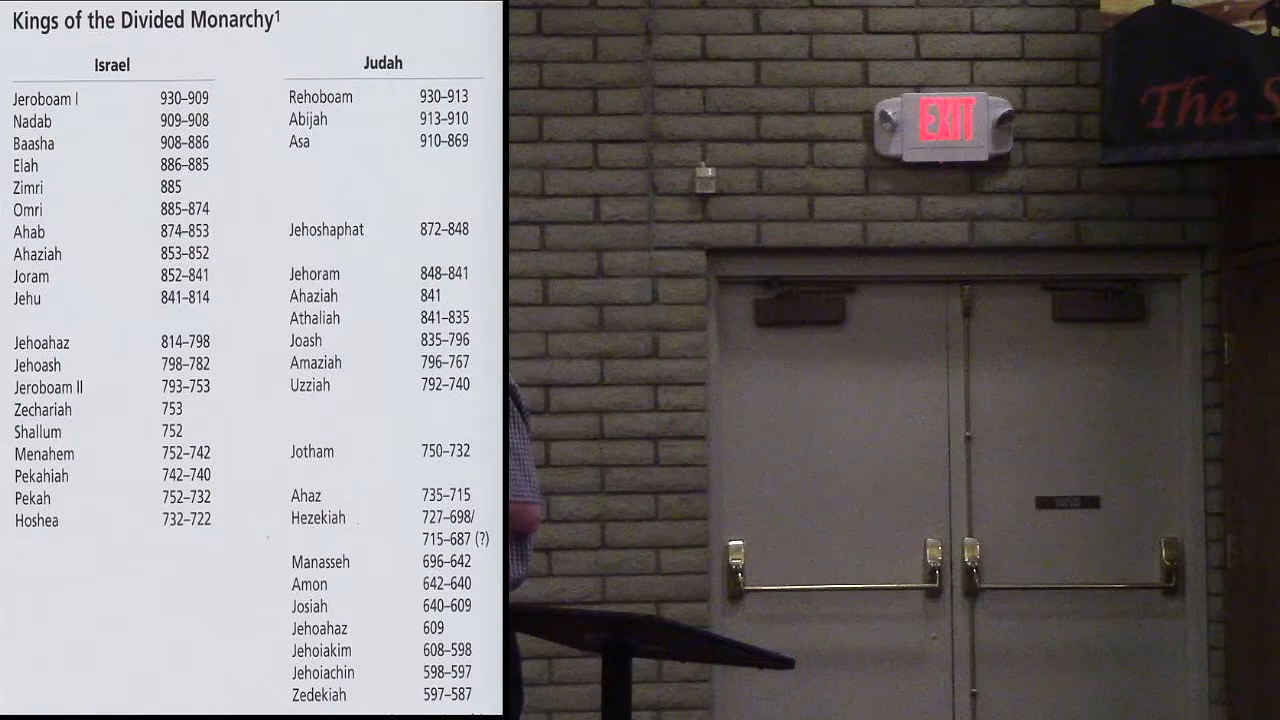 Kings of the Divided Monarchy¹
Israel
Jeroboam I 930–909
Nadab 909–908
Baasha 908–886
Elah 886–885
Zimri 885
Omri 885–874
Ahab 874–853
Ahaziah 853–852
Joram 852–841
Jehu 841–814
Jehoahaz 814–798
Jehoash 798–782
Jeroboam II 793–753
Zechariah 753
Shallum 752
Menahem 752–742
Pekahiah 742–740
Pekah 752–732
Hoshea 732–722
Judah
Rehoboam 930–913
Abijah 913–910
Asa 910–869
Jehoshaphat 872–848
Jehoram 848–841
Ahaziah 841
Athaliah 841–835
Joash 835–796
Amaziah 796–767
Uzziah 792–740
Jotham 750–732
Ahaz 735–715
Hezekiah 727–698/
715–687 (?)
Manasseh 696–642
Amon 642–640
Josiah 640–609
Jehoahaz 609
Jehoiakim 608–598
Jehoiachin 598–597
Zedekiah 597–587
EXIT
The